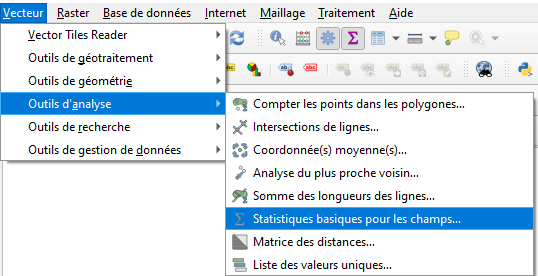 Vecteur Raster Base de données Internet Maillage Traitement Aide
Vector Tiles Reader
Outils de géotraitement
Outils de géométrie
Outils d'analyse
Outils de recherche
Outils de gestion de données
Compter les points dans les polygones...
Intersections de lignes...
Coordonnée(s) moyenne(s)...
Analyse du plus proche voisin...
Somme des longueurs des lignes...
Statistiques basiques pour les champs...
Matrice des distances...
Liste des valeurs uniques...